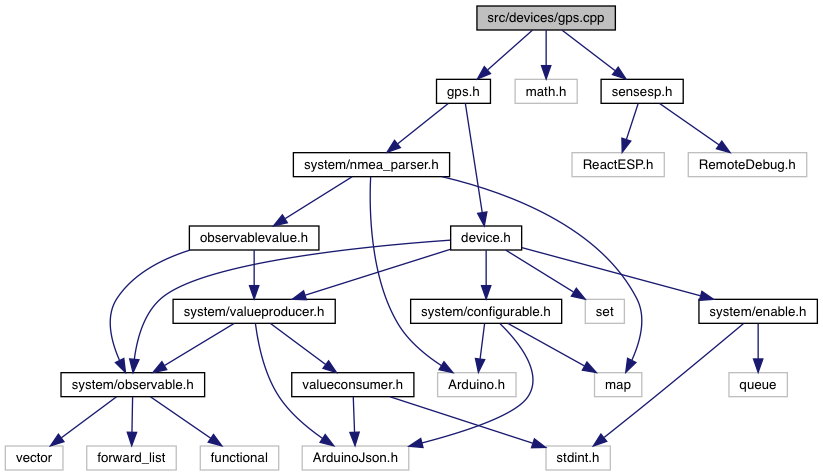 src/devices/gps.cpp
gps.h
math.h
sensesp.h
ReactESP.h
RemoteDebug.h
system/nmea_parser.h
observablevalue.h
device.h
system/valueproducer.h
system/configurable.h
set
system/enable.h
system/observable.h
valueconsumer.h
Arduino.h
map
queue
vector
forward_list
functional
ArduinoJson.h
stdint.h